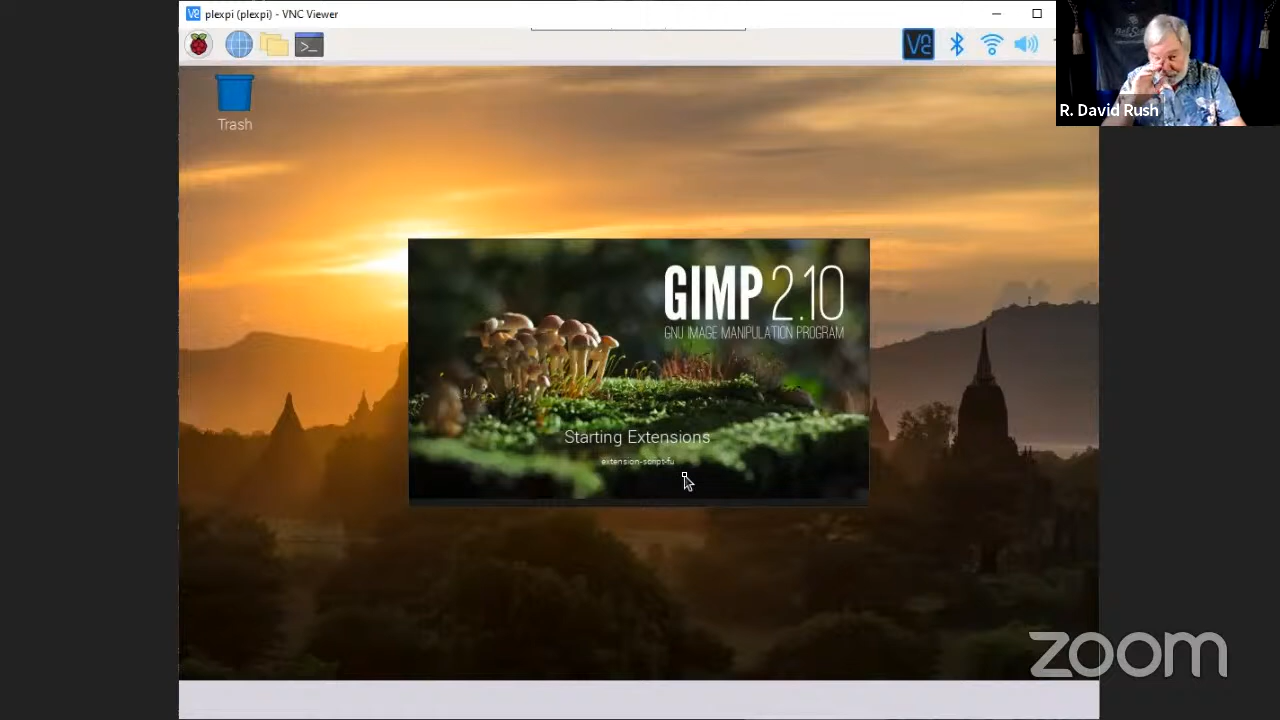 plexpi (plexpi) - VNC Viewer
Trash
R. David Rush
GIMP 2.10
GNU IMAGE MANIPULATION PROGRAM
Starting Extensions
extension-script-fu
zoom